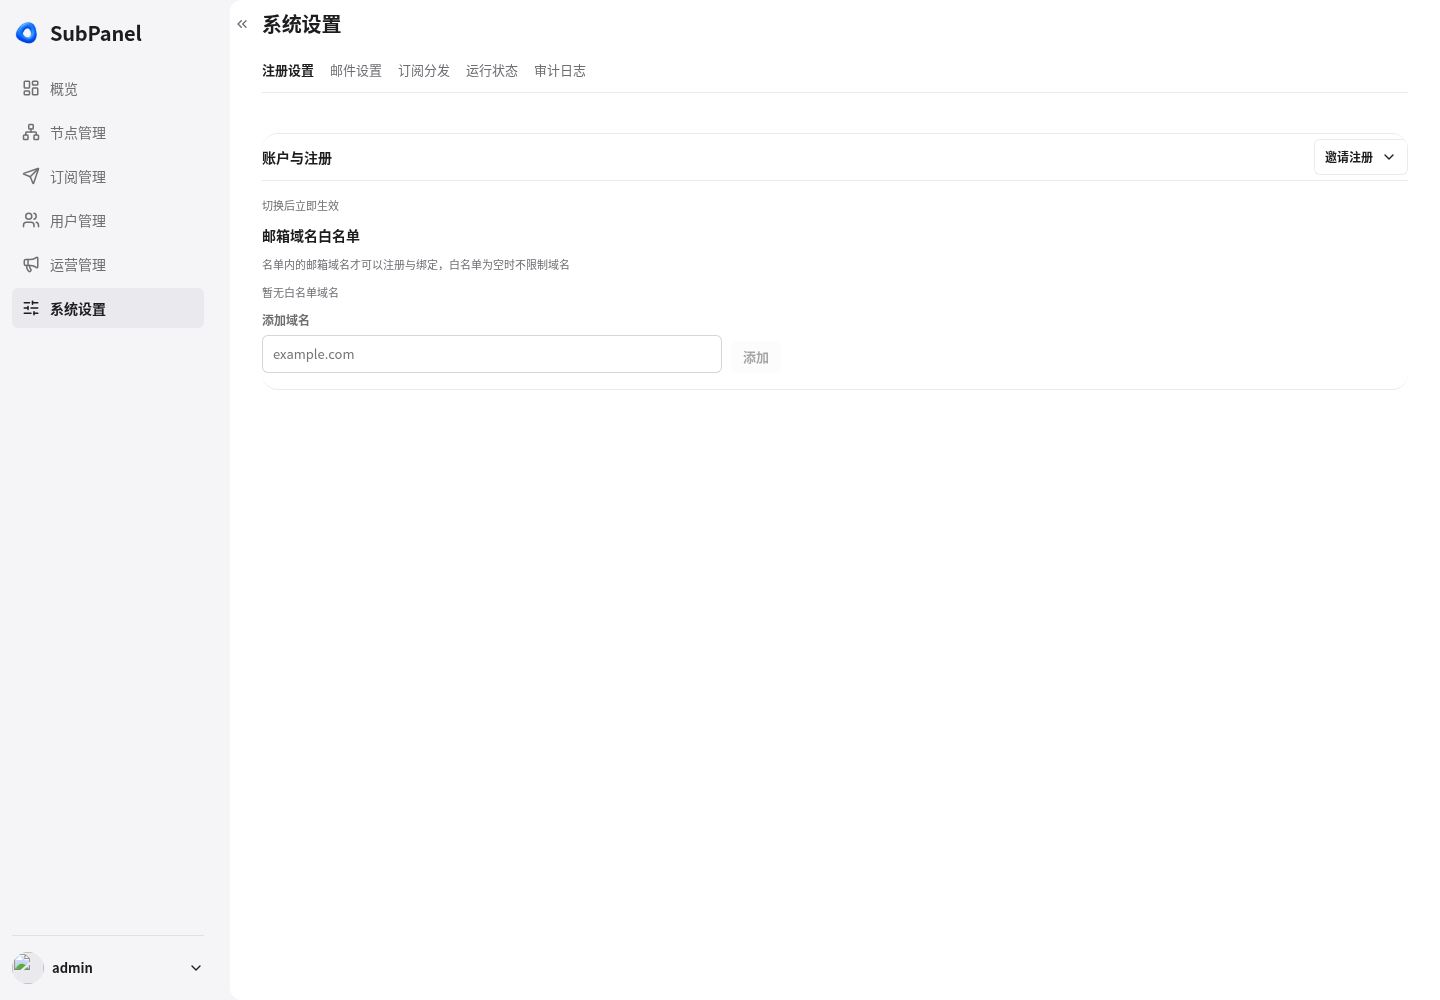 SubPanel
概览
节点管理
订阅管理
用户管理
运营管理
系统设置
admin
系统设置
注册设置 邮件设置 订阅分发 运行状态 审计日志
账户与注册 邀请注册
切换后立即生效
邮箱域名白名单
名单内的邮箱域名才可以注册与绑定，白名单为空时不限制域名
暂无白名单域名
添加域名
example.com 添加